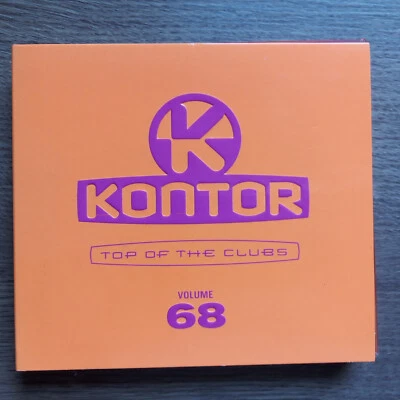 K
KONTOR
TOP OF THE CLUBS
VOLUME
68